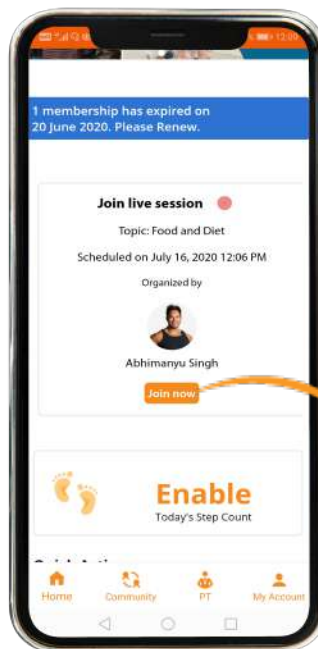 12:00
1 membership has expired on
20 June 2020. Please Renew.
Join live session
Topic: Food and Diet
Scheduled on July 16, 2020 12:06 PM
Organized by
Abhimanyu Singh
Join now
Enable
Today's Step Count
Home Community PT My Account